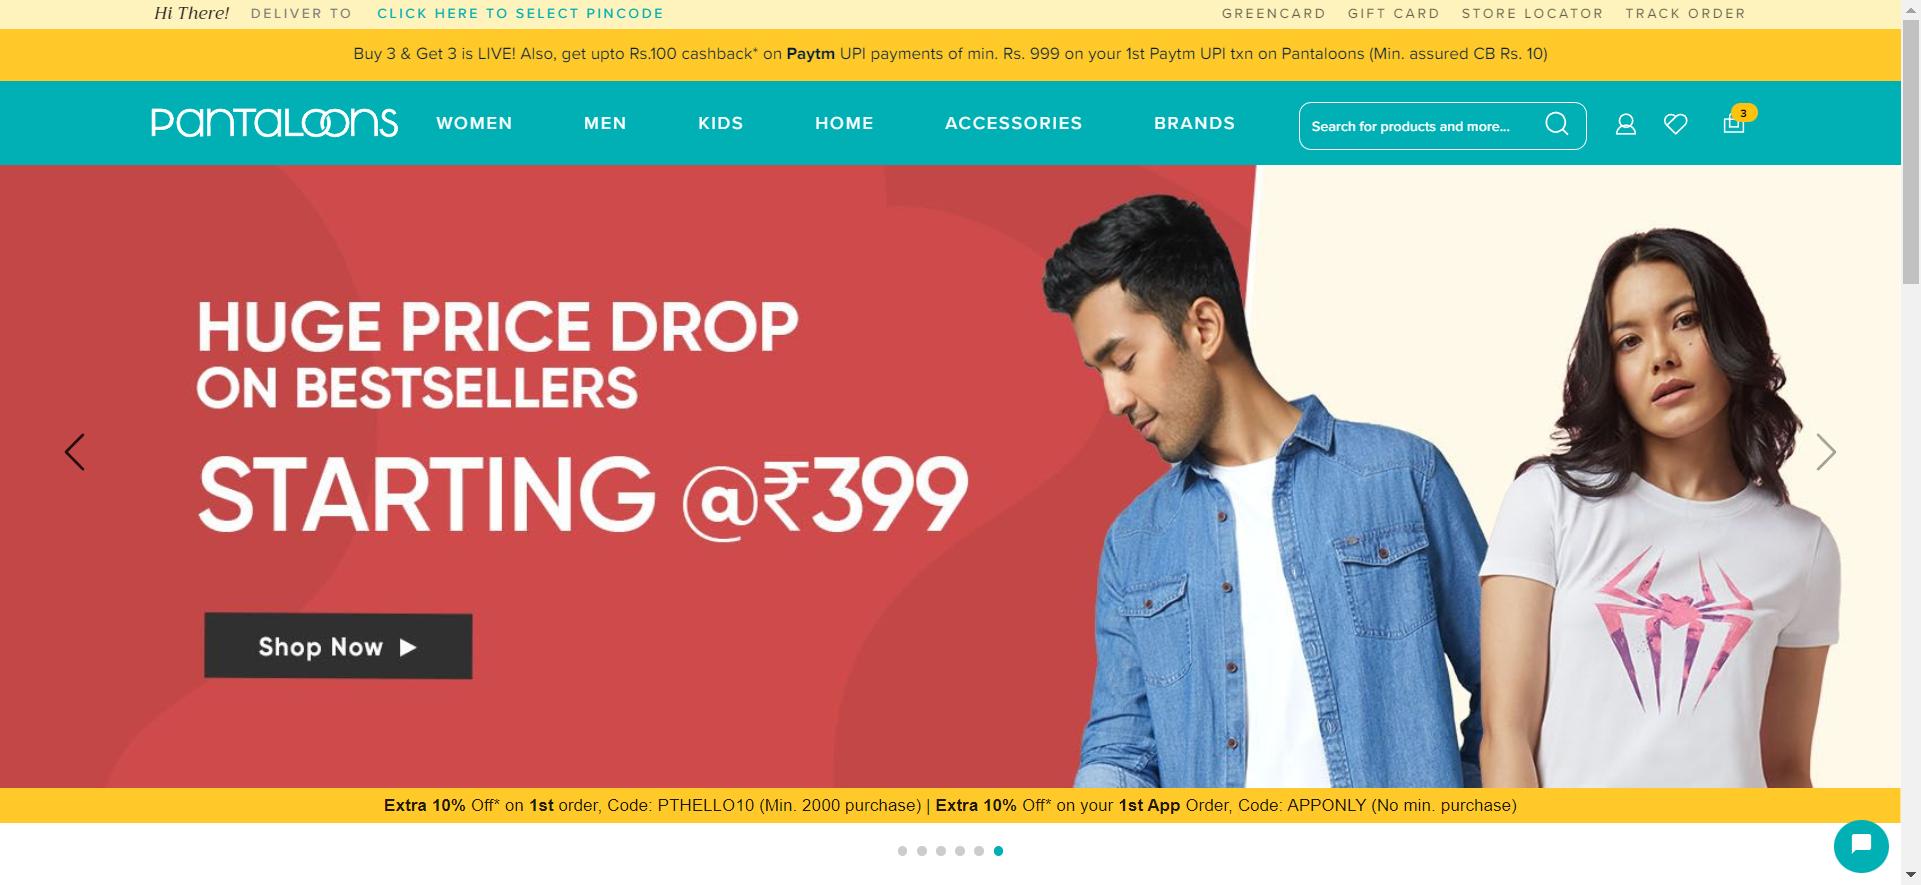 Hi There! DELIVER TO CLICK HERE TO SELECT PINCODE GREENCARD GIFT CARD STORE LOCATOR TRACK ORDER
Buy 3 & Get 3 is LIVE! Also, get upto Rs.100 cashback* on Paytm UPI payments of min. Rs. 999 on your 1st Paytm UPI txn on Pantaloons (Min. assured CB Rs. 10)
PANTALOONS WOMEN MEN KIDS HOME ACCESSORIES BRANDS Search for products and more... 3
HUGE PRICE DROP
ON BESTSELLERS
STARTING @₹399
Shop Now
Extra 10% Off* on 1st order, Code: PTHELLO10 (Min. 2000 purchase) | Extra 10% Off* on your 1st App Order, Code: APPONLY (No min. purchase)